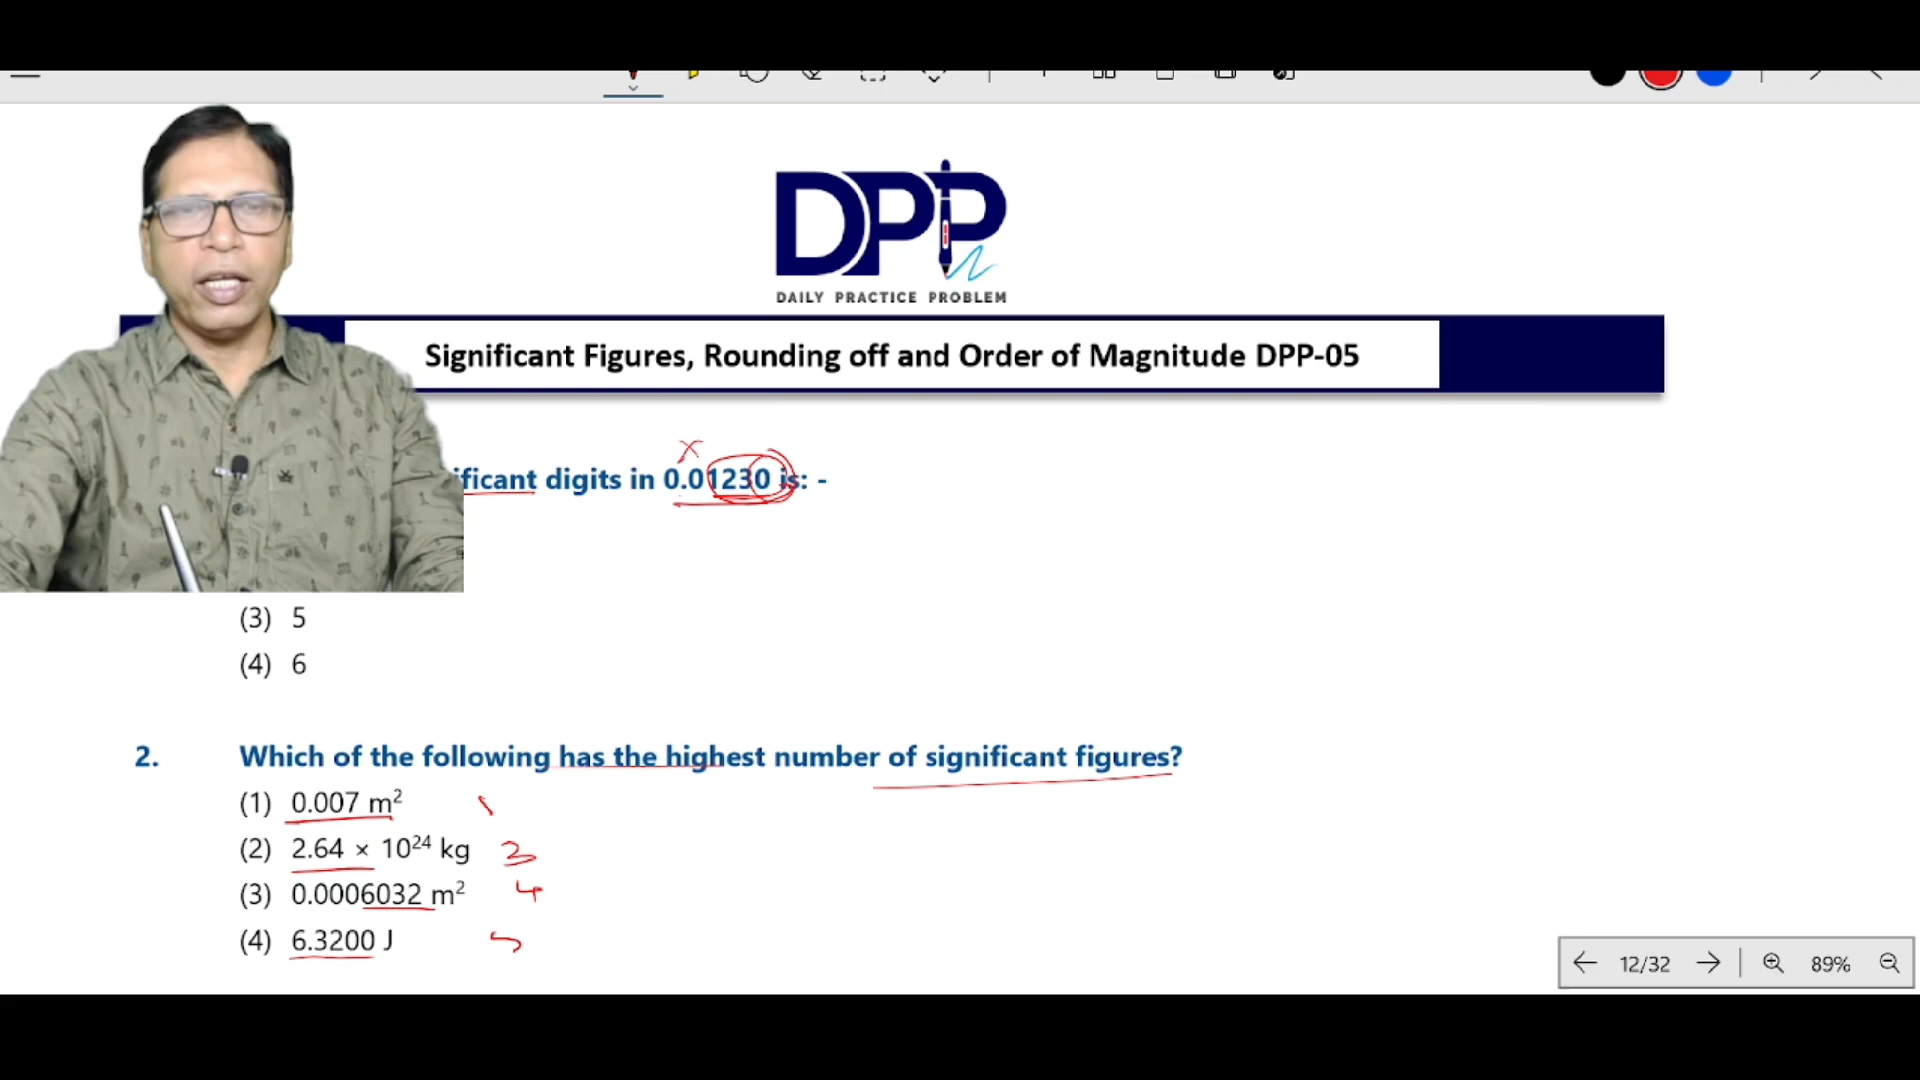 DPP
DAILY PRACTICE PROBLEM
Significant Figures, Rounding off and Order of Magnitude DPP-05
ficant digits in 0.01230 is: -
x
(3) 5
(4) 6
2. Which of the following has the highest number of significant figures?
(1) 0.007 m²
(2) 2.64 × 10²⁴ kg 3
(3) 0.0006032 m² 4
(4) 6.3200 J 5
12/32 89%